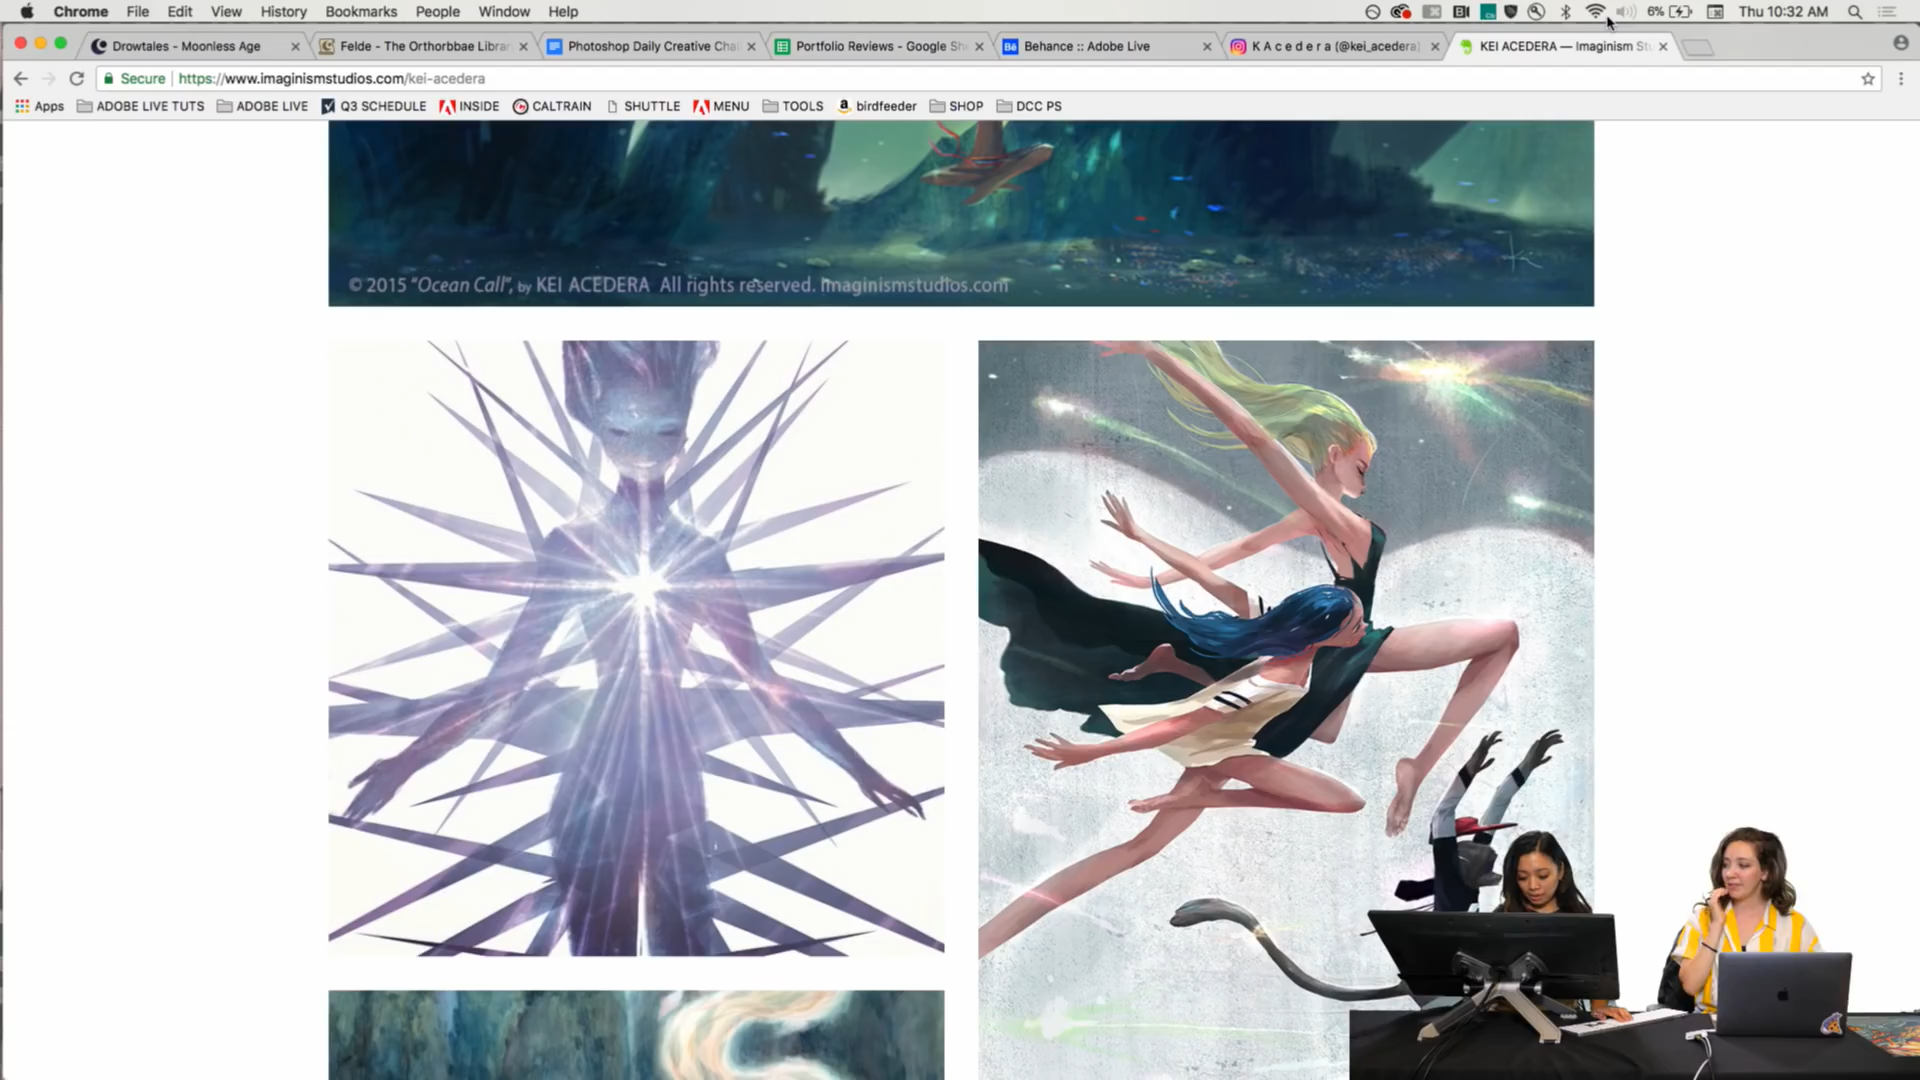 Chrome File Edit View History Bookmarks People Window Help 6% Thu 10:32 AM
Drowtales - Moonless Age Felde - The Orthorbbae Librar Photoshop Daily Creative Cha Portfolio Reviews - Google Sh Behance :: Adobe Live K A c e d e r a (@kei_acedera) KEI ACEDERA — Imaginism St
Secure https://www.imaginismstudios.com/kei-acedera
Apps ADOBE LIVE TUTS ADOBE LIVE Q3 SCHEDULE INSIDE CALTRAIN SHUTTLE MENU TOOLS birdfeeder SHOP DCC PS
© 2015 "Ocean Call", by KEI ACEDERA All rights reserved. imaginismstudios.com